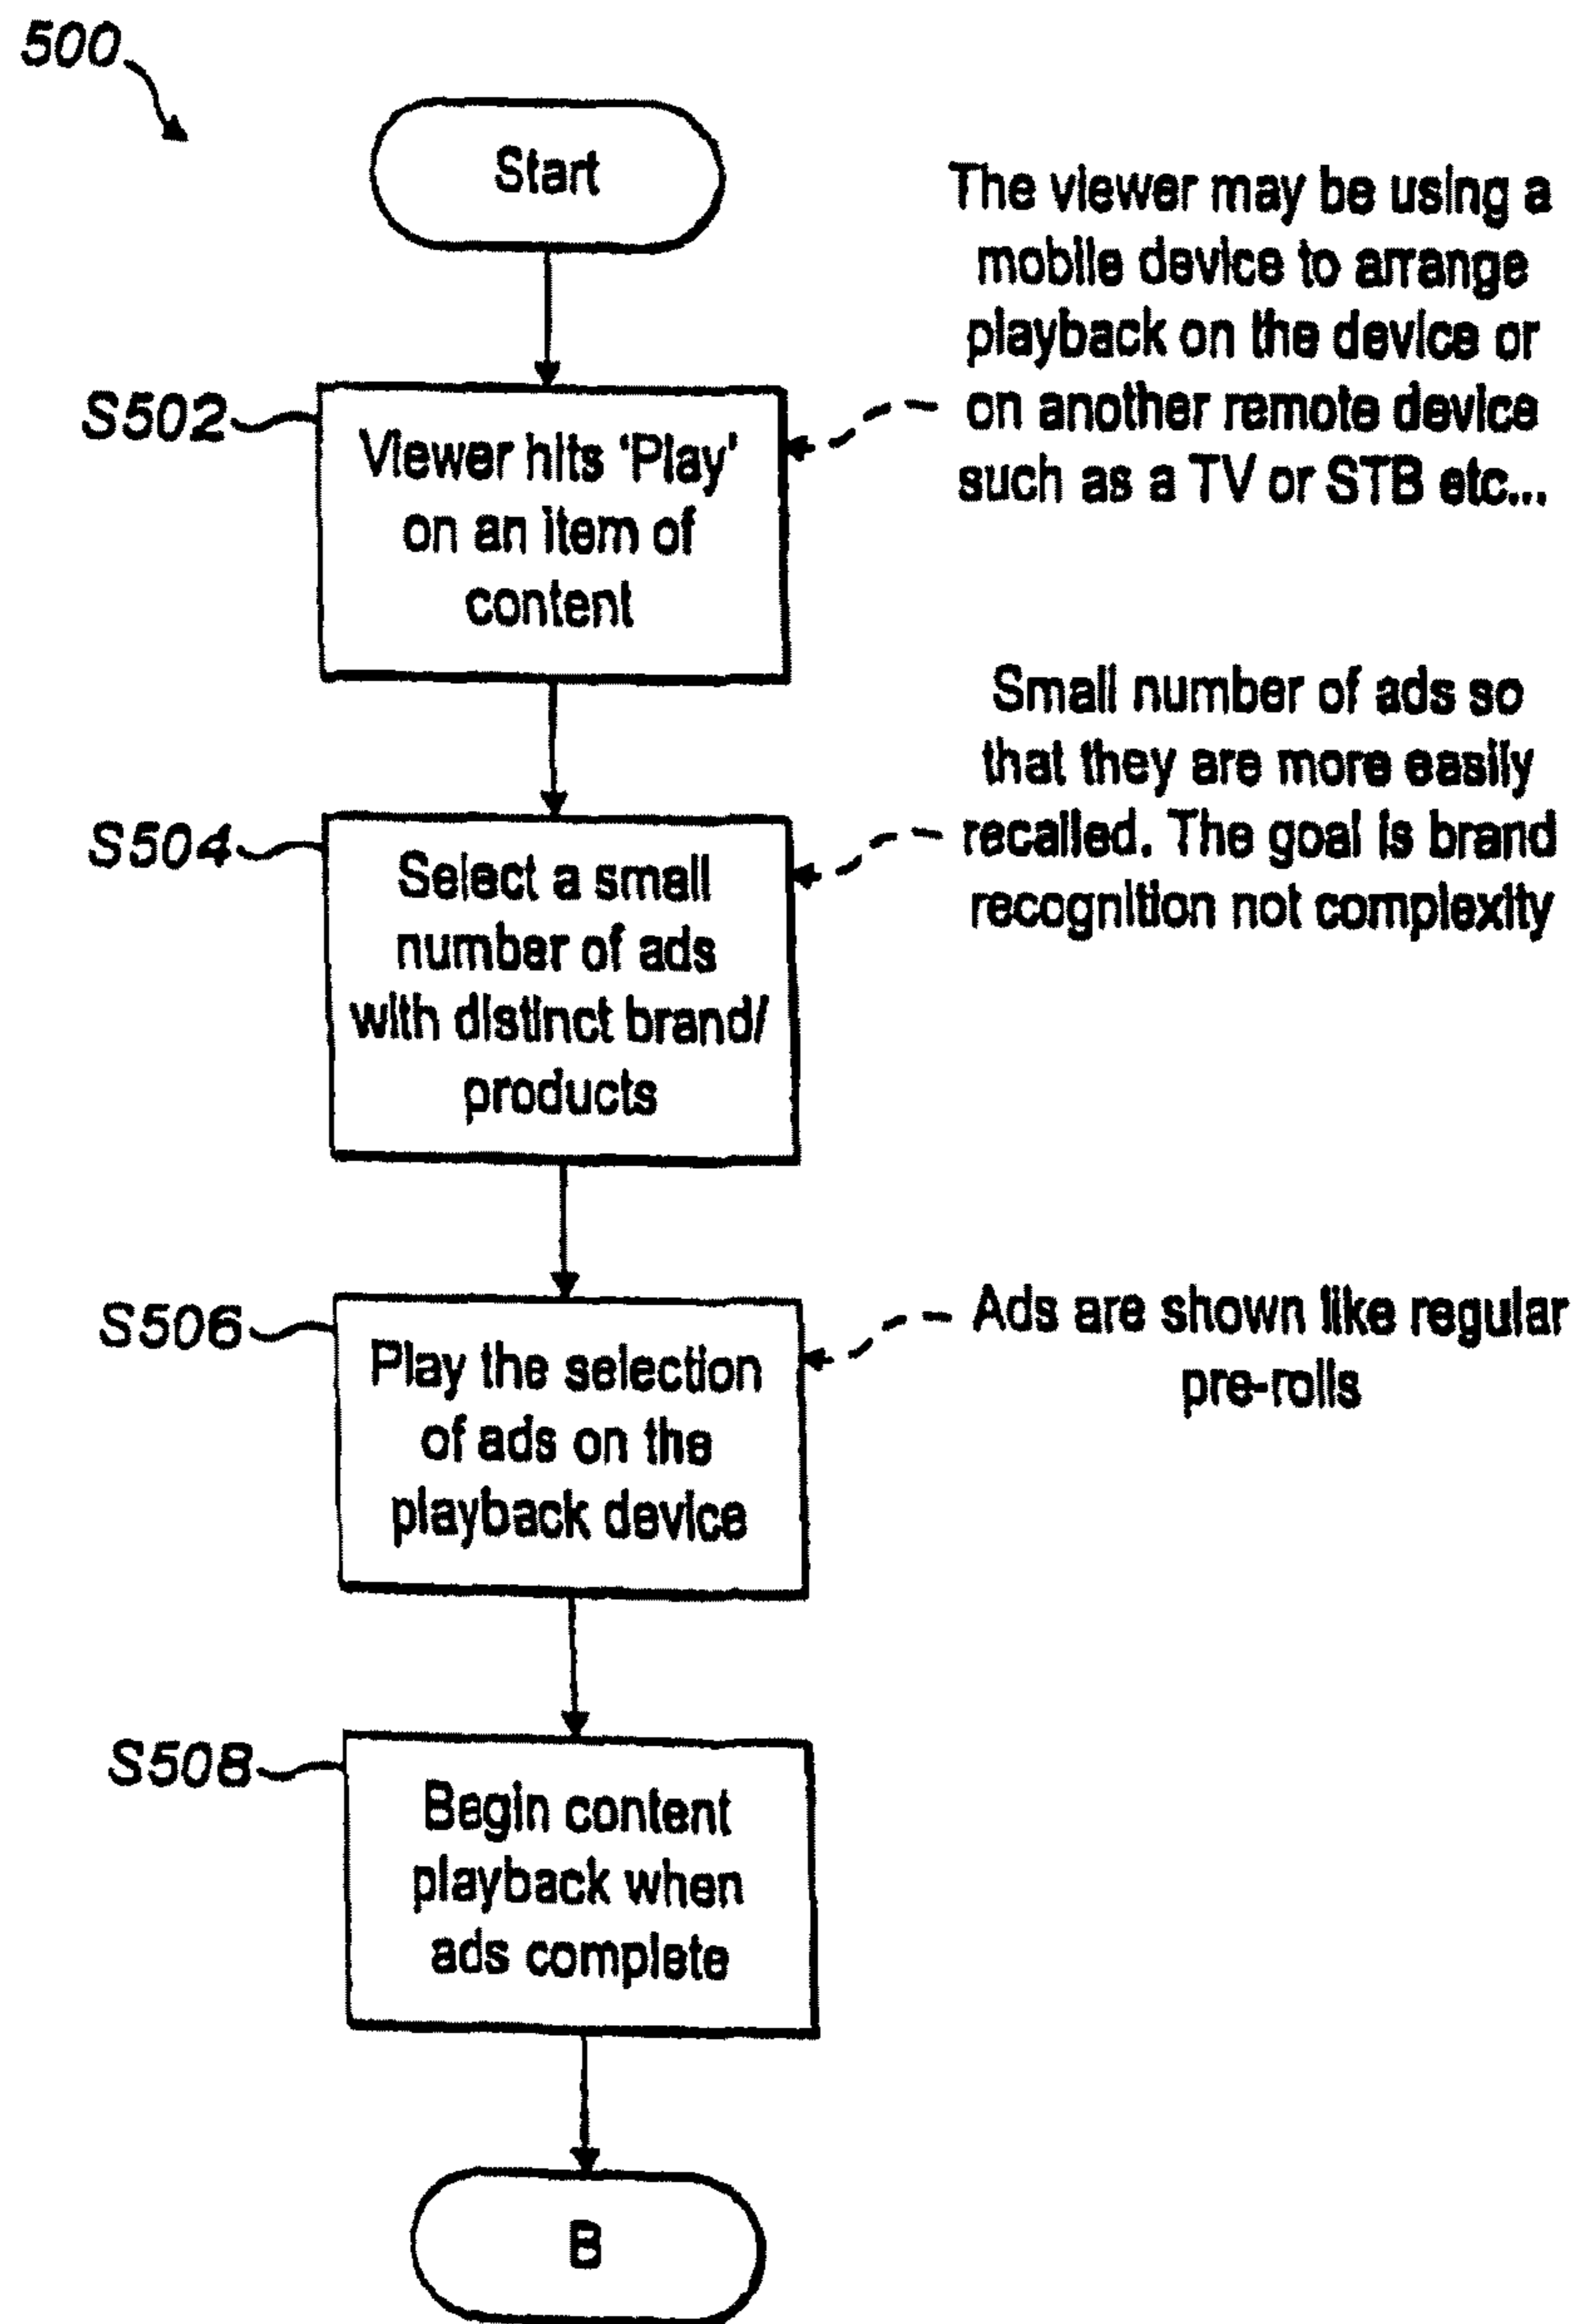 500
Start
The viewer may be using a
mobile device to arrange
playback on the device or
on another remote device
such as a TV or STB etc...
S502
Viewer hits 'Play'
on an item of
content
Small number of ads so
that they are more easily
recalled. The goal is brand
recognition not complexity
S504
Select a small
number of ads
with distinct brand/
products
S506
Play the selection
of ads on the
playback device
Ads are shown like regular
pre-rolls
S508
Begin content
playback when
ads complete
B